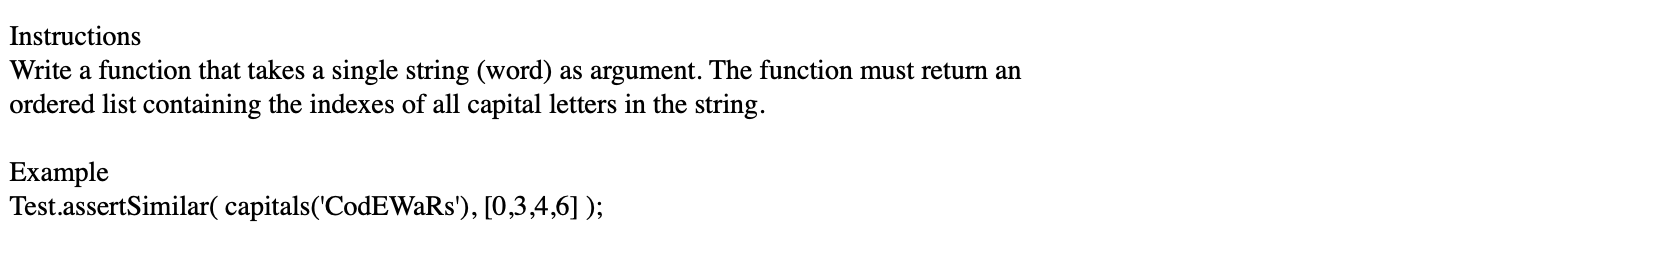 Instructions
Write a function that takes a single string (word) as argument. The function must return an
ordered list containing the indexes of all capital letters in the string.
Example
Test.assertSimilar( capitals('CodEWaRs'), [0,3,4,6] );